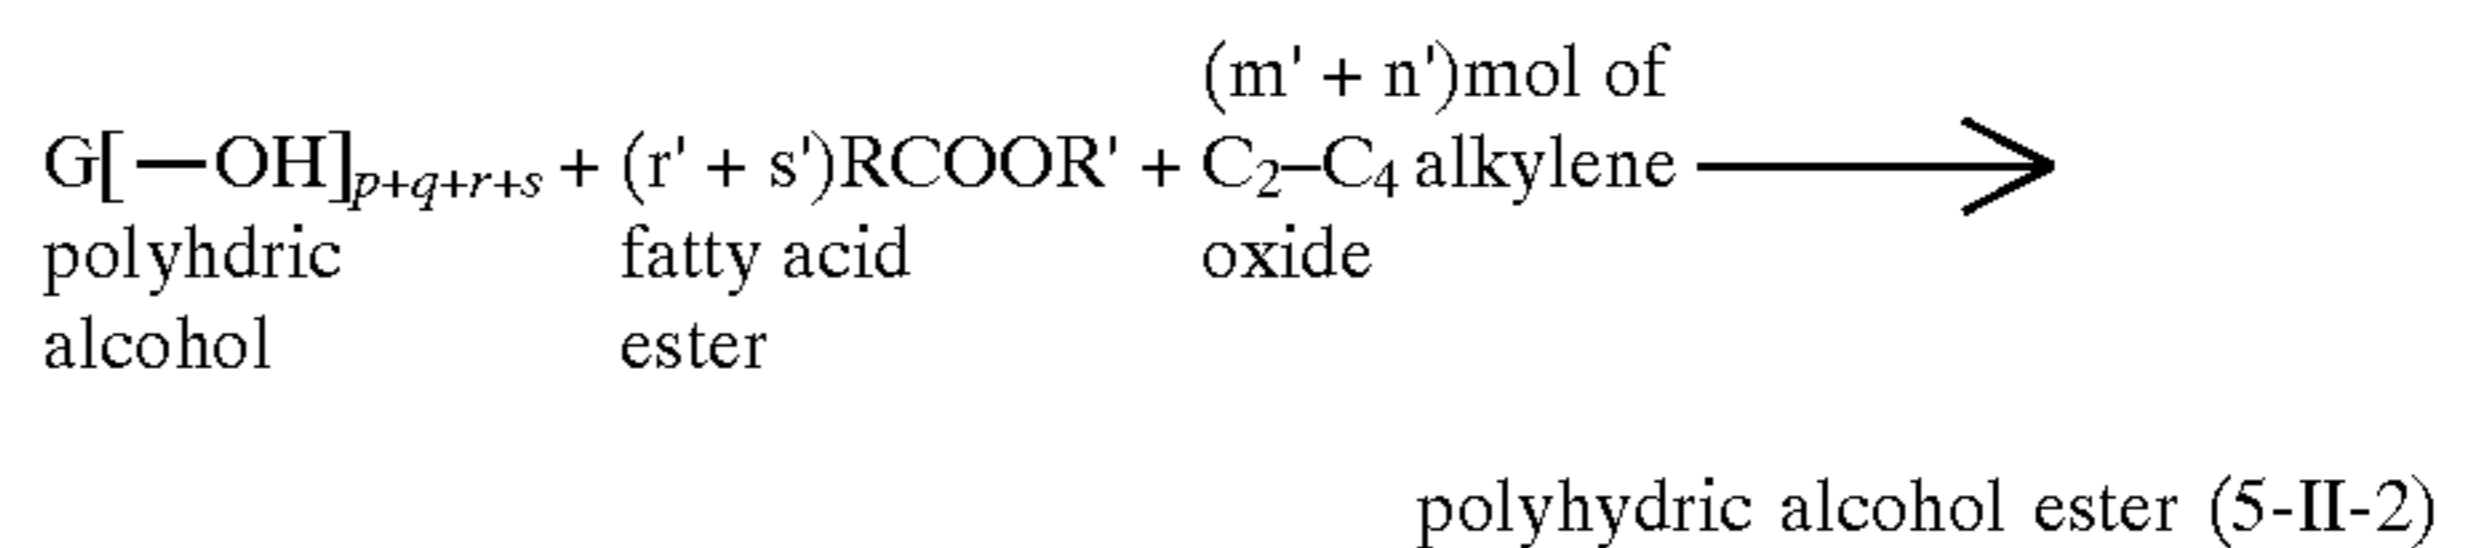 (m' + n')mol of
G[—OH]p+q+r+s + (r' + s')RCOOR' + C2–C4 alkylene
polyhdric fatty acid oxide
alcohol ester
polyhydric alcohol ester (5-II-2)